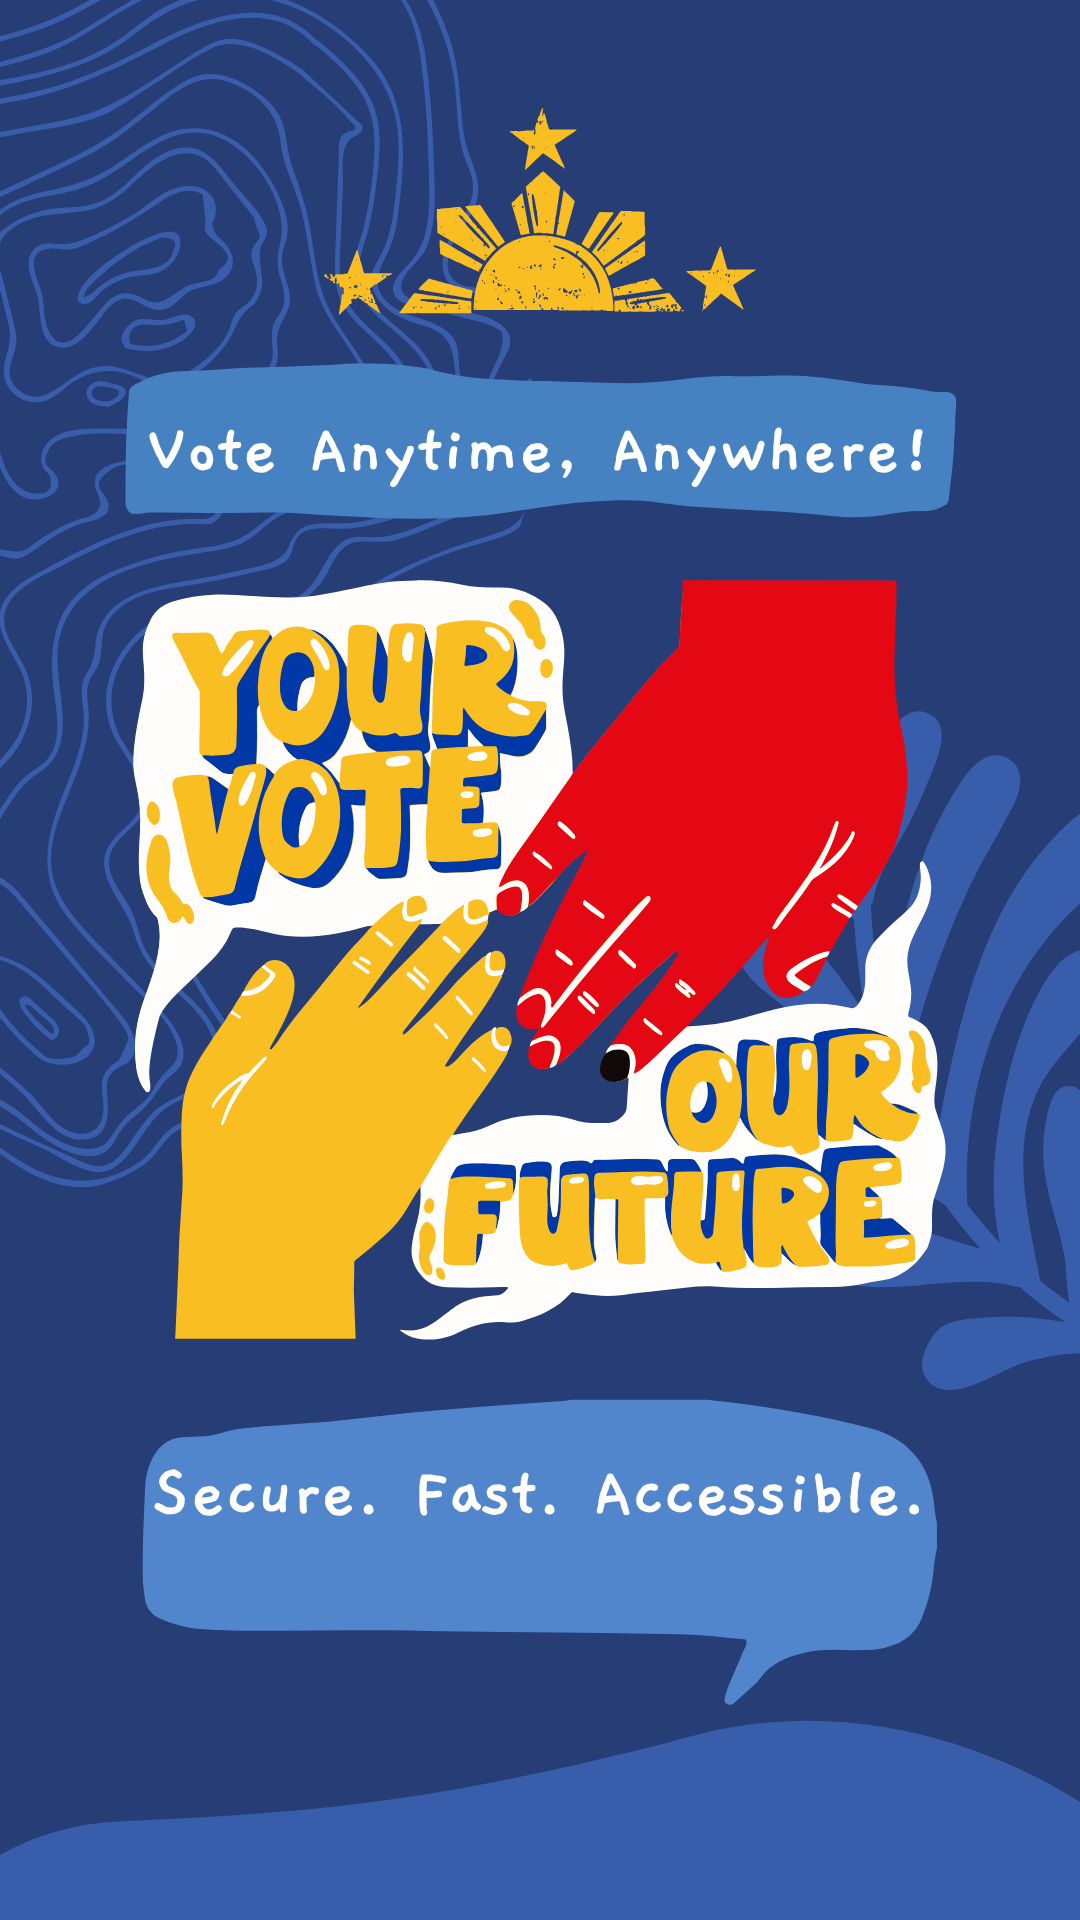 Vote Anytime, Anywhere!
YOUR
VOTE
OUR
FUTURE
Secure. Fast. Accessible.